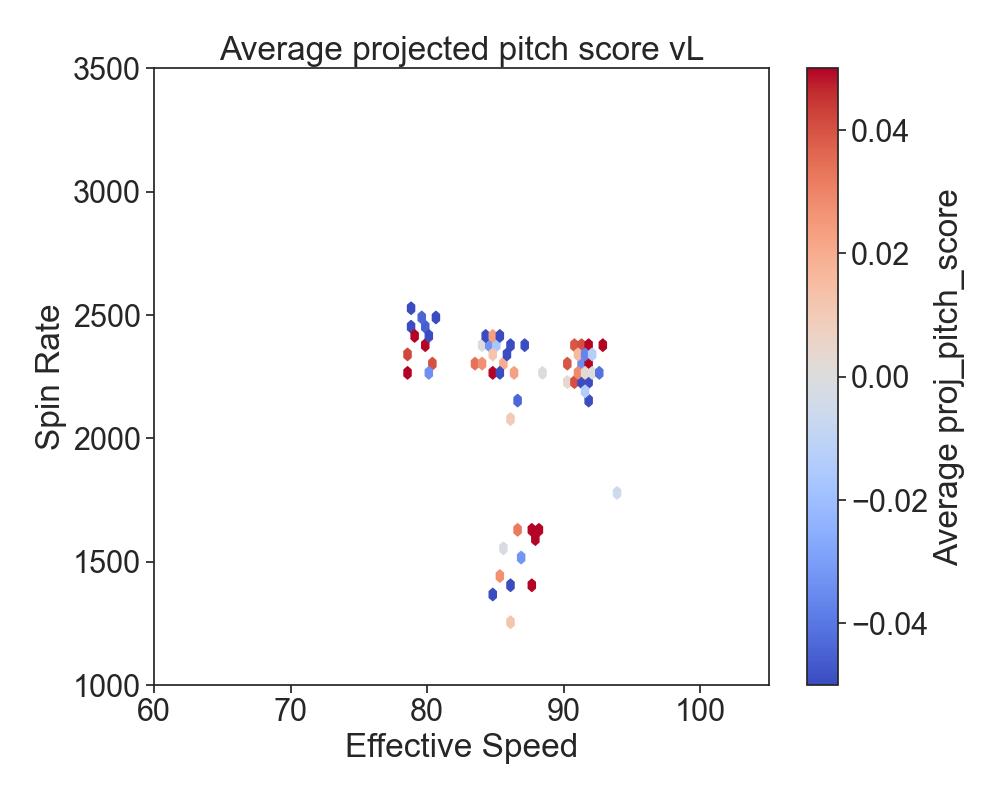 Average projected pitch score vL
3500
3000
2500
2000
1500
1000
Spin Rate
60 70 80 90 100
Effective Speed
0.04
0.02
0.00
−0.02
−0.04
Average proj_pitch_score